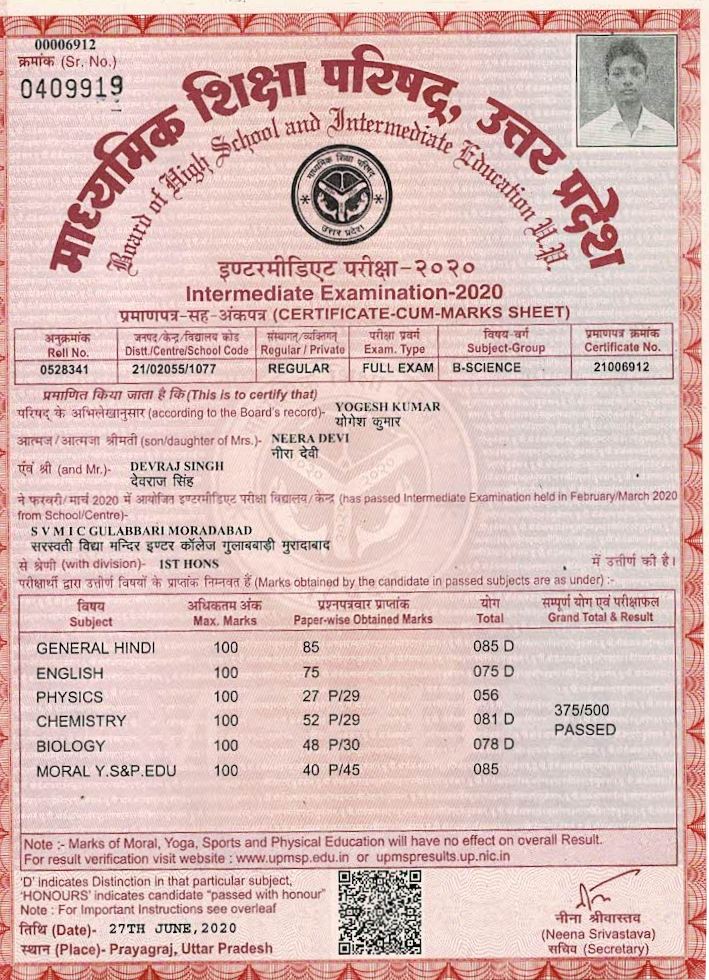 00006912
क्रमांक (Sr. No.)
0409919
माध्यमिक शिक्षा परिषद्, उत्तर प्रदेश
Board of High School and Intermediate Education U.P.
माध्यमिक शिक्षा परिषद्
उत्तर प्रदेश
इण्टरमीडिएट परीक्षा-२०२०
Intermediate Examination-2020
प्रमाणपत्र-सह-अंकपत्र (CERTIFICATE-CUM-MARKS SHEET)
अनुक्रमांक जनपद/केन्द्र/विद्यालय कोड संस्थागत्/व्यक्तिगत् परीक्षा प्रवर्ग विषय-वर्ग प्रमाणपत्र क्रमांक
Roll No. Distt./Centre/School Code Regular / Private Exam. Type Subject-Group Certificate No.
0528341 21/02055/1077 REGULAR FULL EXAM B-SCIENCE 21006912
प्रमाणित किया जाता है कि (This is to certify that)
परिषद् के अभिलेखानुसार (according to the Board's record)- YOGESH KUMAR
योगेश कुमार
आत्मज/आत्मजा श्रीमती (son/daughter of Mrs.)- NEERA DEVI
नीरा देवी
एंव श्री (and Mr.)- DEVRAJ SINGH
देवराज सिंह
ने फरवरी/मार्च 2020 में आयोजित इण्टरमीडिएट परीक्षा विद्यालय/केन्द्र (has passed Intermediate Examination held in February/March 2020
from School/Centre)-
S V M I C GULABBARI MORADABAD
सरस्वती विद्या मन्दिर इण्टर कॉलेज गुलाबबाड़ी मुरादाबाद
से श्रेणी (with division)- 1ST HONS में उत्तीर्ण की है।
परीक्षार्थी द्वारा उत्तीर्ण विषयों के प्राप्तांक निम्नवत हैं (Marks obtained by the candidate in passed subjects are as under) :-
विषय अधिकतम अंक प्रश्नपत्रवार प्राप्तांक योग सम्पूर्ण योग एवं परीक्षाफल
Subject Max. Marks Paper-wise Obtained Marks Total Grand Total & Result
GENERAL HINDI 100 85 085 D
ENGLISH 100 75 075 D
PHYSICS 100 27 P/29 056
375/500
CHEMISTRY 100 52 P/29 081 D
PASSED
BIOLOGY 100 48 P/30 078 D
MORAL Y.S&P.EDU 100 40 P/45 085
Note :- Marks of Moral, Yoga, Sports and Physical Education will have no effect on overall Result.
For result verification visit website : www.upmsp.edu.in or upmspresults.up.nic.in
'D' indicates Distinction in that particular subject,
'HONOURS' indicates candidate "passed with honour"
Note : For Important Instructions see overleaf
तिथि (Date)- 27TH JUNE, 2020
स्थान (Place)- Prayagraj, Uttar Pradesh
नीना श्रीवास्तव
(Neena Srivastava)
सचिव (Secretary)